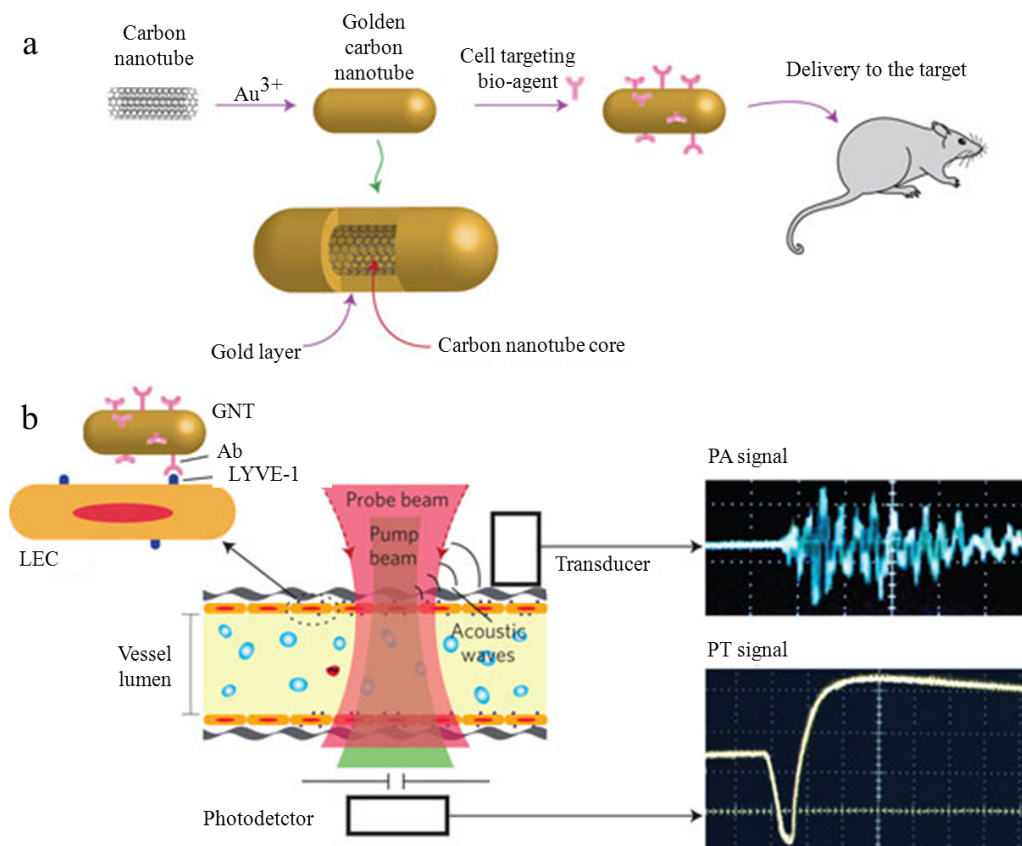 a
Carbon
nanotube
Au³⁺
Golden
carbon
nanotube
Cell targeting
bio-agent
Delivery to the target
Gold layer
Carbon nanotube core
b
GNT
Ab
LYVE-1
LEC
Probe beam
Pump
beam
Transducer
Acoustic
waves
Vessel
lumen
Photodetctor
PA signal
PT signal